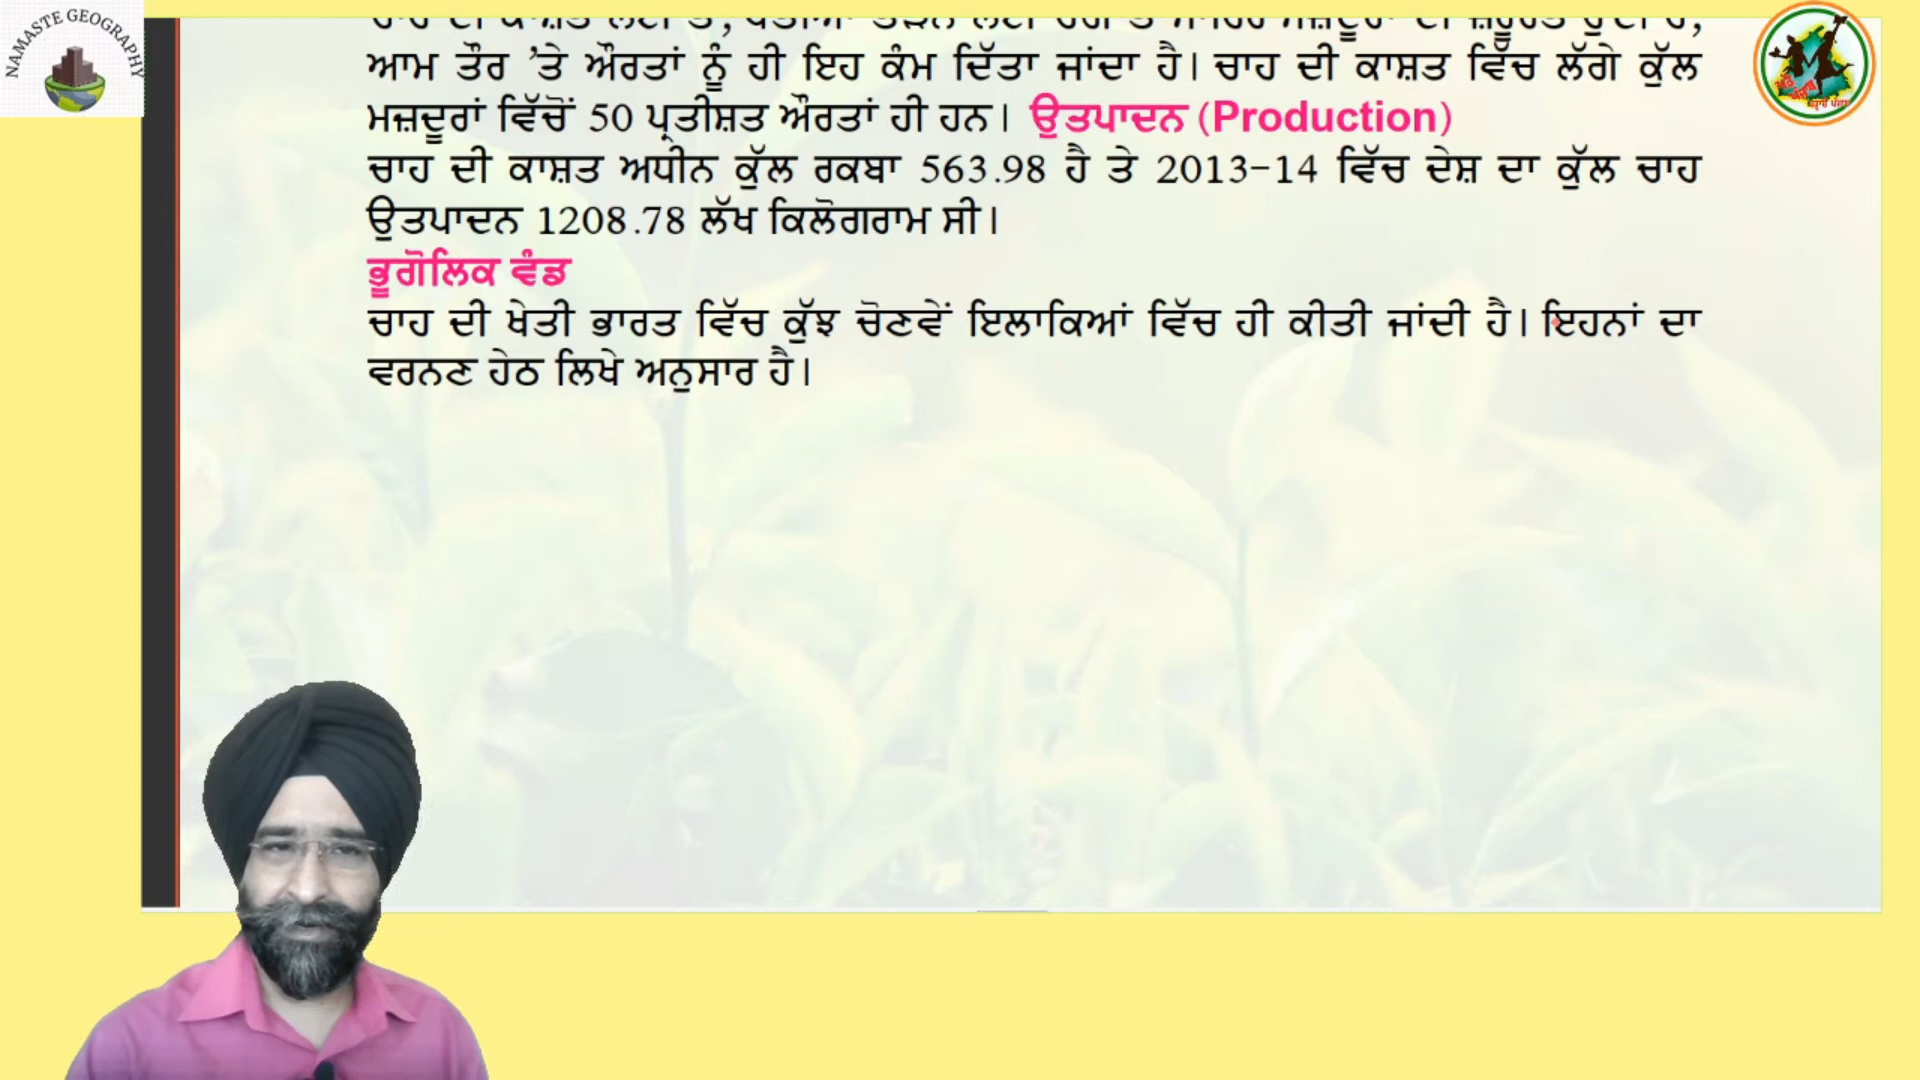 NAMASTE GEOGRAPHY
ਆਮ ਤੌਰ ’ਤੇ ਔਰਤਾਂ ਨੂੰ ਹੀ ਇਹ ਕੰਮ ਦਿੱਤਾ ਜਾਂਦਾ ਹੈ। ਚਾਹ ਦੀ ਕਾਸ਼ਤ ਵਿੱਚ ਲੱਗੇ ਕੁੱਲ
ਮਜ਼ਦੂਰਾਂ ਵਿੱਚੋਂ 50 ਪ੍ਰਤੀਸ਼ਤ ਔਰਤਾਂ ਹੀ ਹਨ। ਉਤਪਾਦਨ (Production)
ਚਾਹ ਦੀ ਕਾਸ਼ਤ ਅਧੀਨ ਕੁੱਲ ਰਕਬਾ 563.98 ਹੈ ਤੇ 2013-14 ਵਿੱਚ ਦੇਸ਼ ਦਾ ਕੁੱਲ ਚਾਹ
ਉਤਪਾਦਨ 1208.78 ਲੱਖ ਕਿਲੋਗਰਾਮ ਸੀ।
ਭੂਗੋਲਿਕ ਵੰਡ
ਚਾਹ ਦੀ ਖੇਤੀ ਭਾਰਤ ਵਿੱਚ ਕੁੱਝ ਚੋਣਵੇਂ ਇਲਾਕਿਆਂ ਵਿੱਚ ਹੀ ਕੀਤੀ ਜਾਂਦੀ ਹੈ। ਇਹਨਾਂ ਦਾ
ਵਰਨਣ ਹੇਠ ਲਿਖੇ ਅਨੁਸਾਰ ਹੈ।